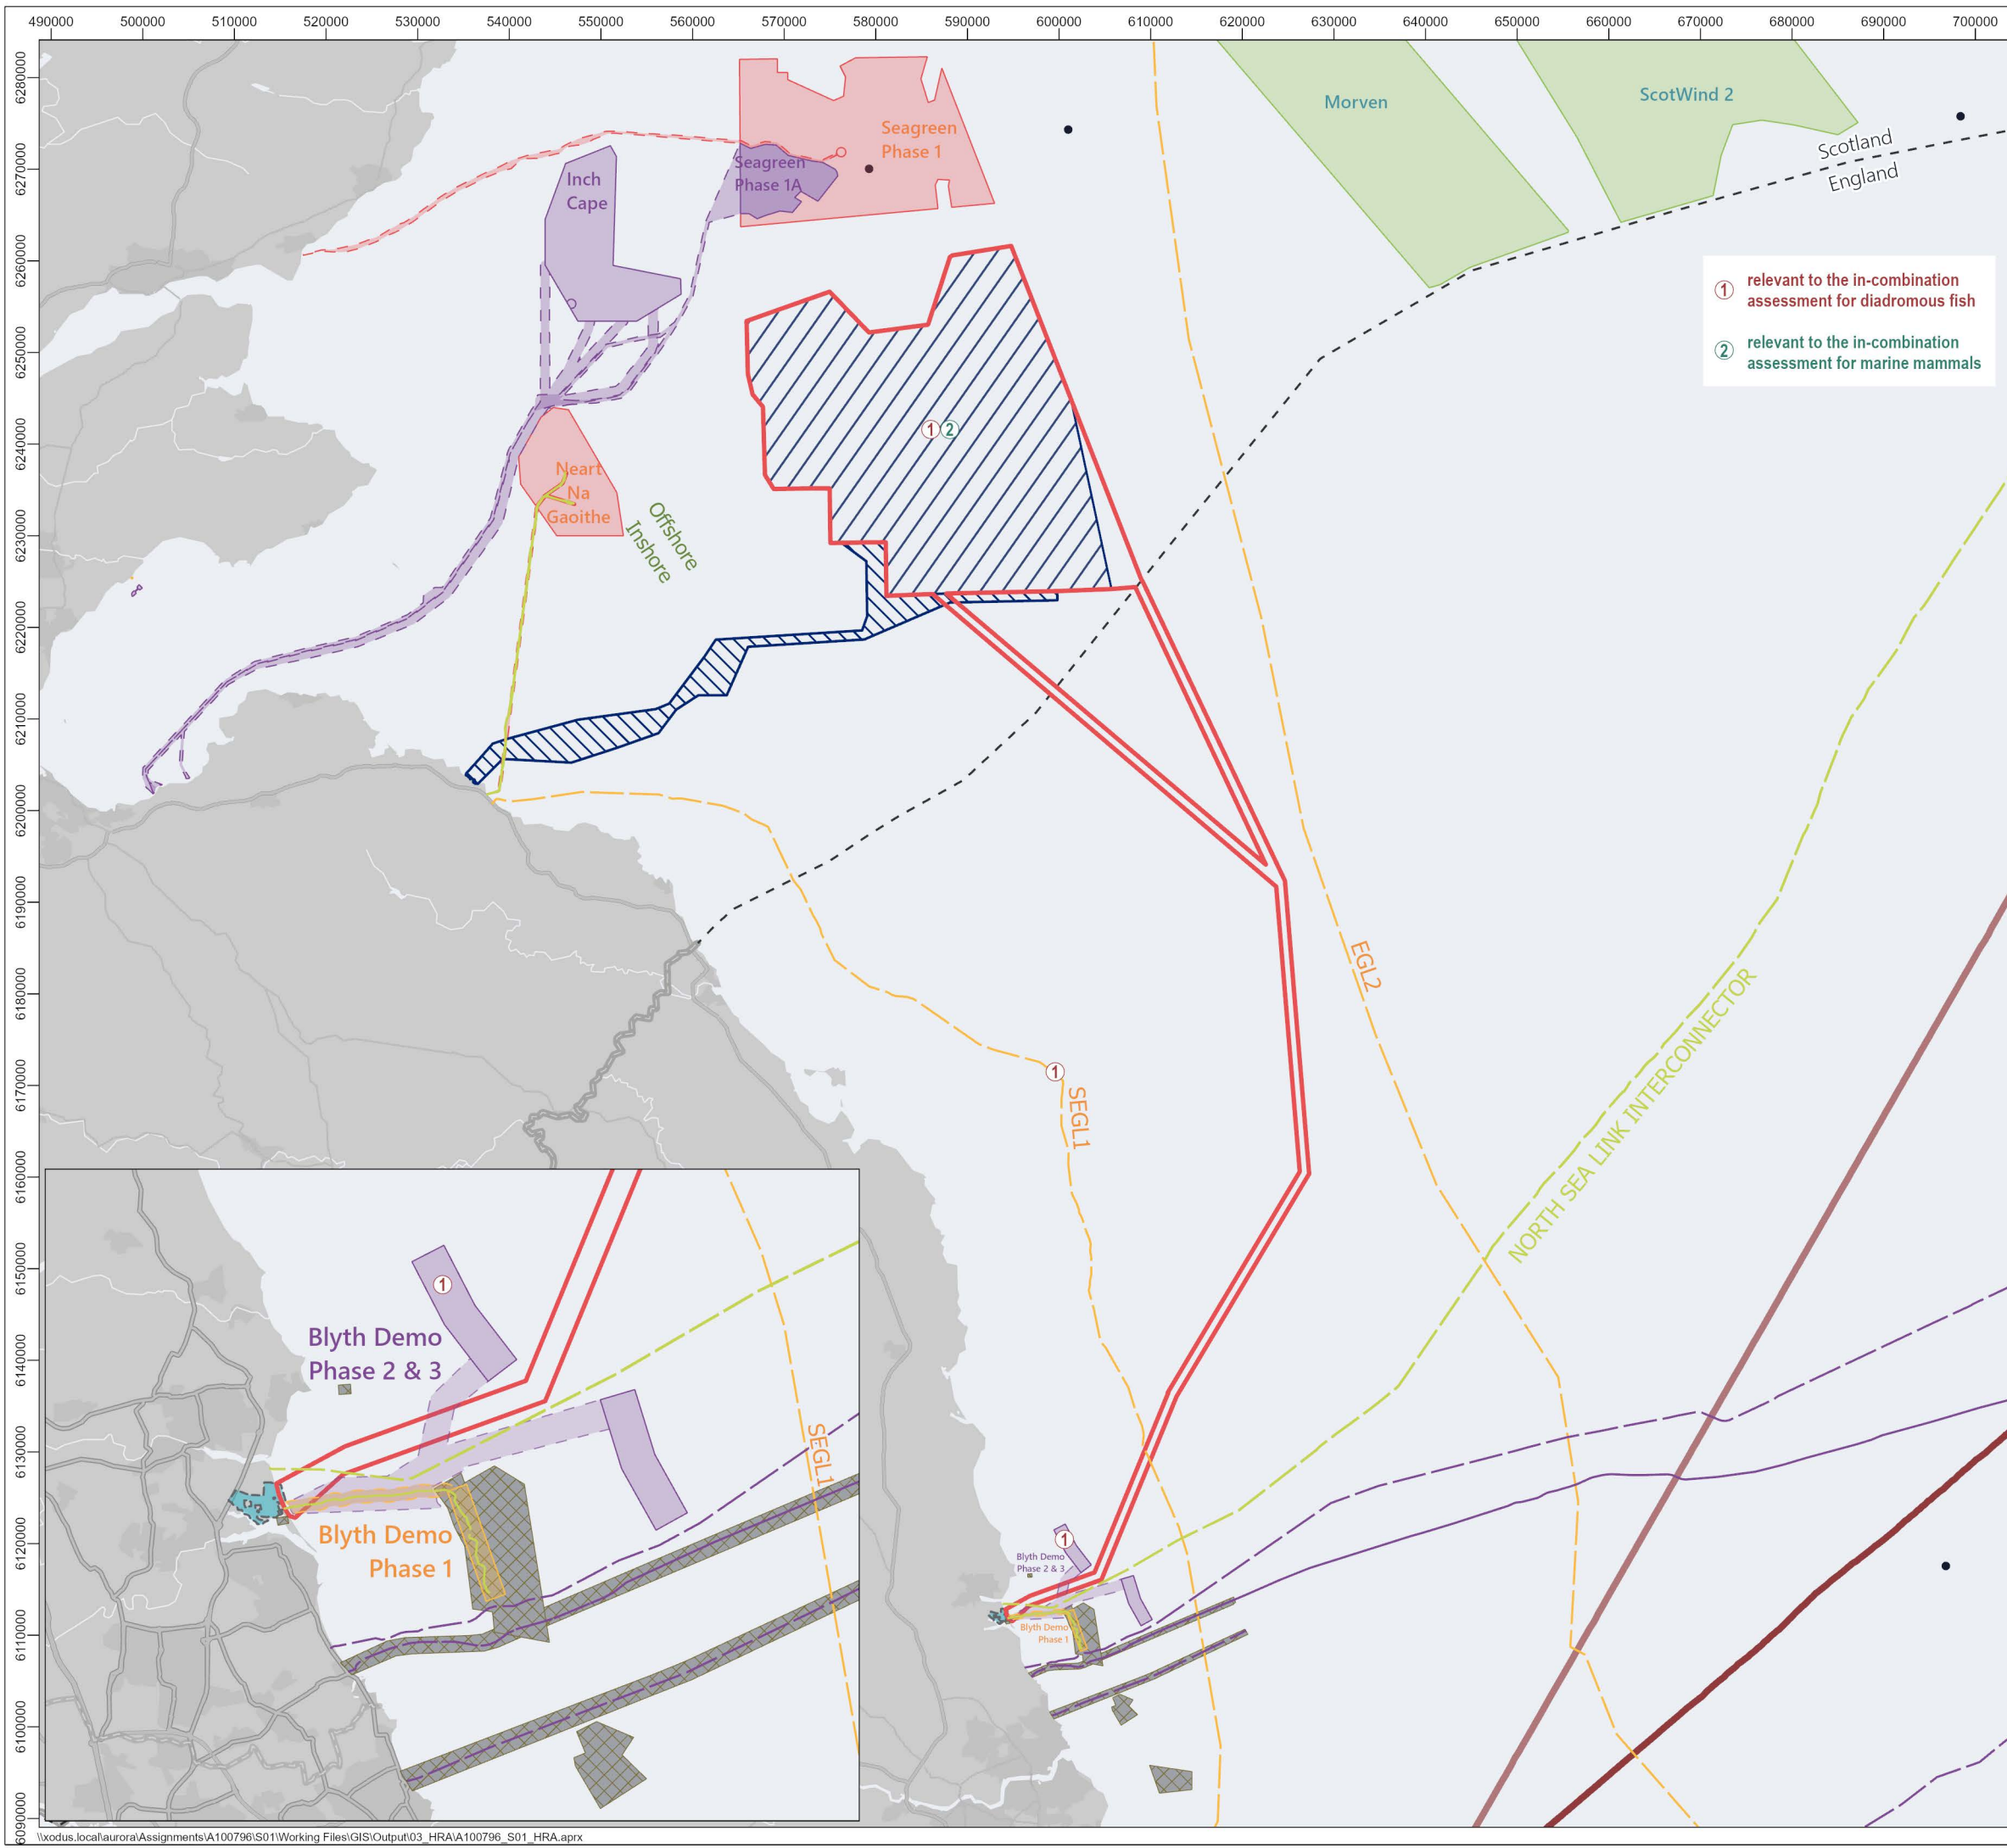 490000 500000 510000 520000 530000 540000 550000 560000 570000 580000 590000 600000 610000 620000 630000 640000 650000 660000 670000 680000 690000 700000
6280000
6270000
6260000
6250000
6240000
6230000
6220000
6210000
6200000
6190000
6180000
6170000
6160000
6150000
6140000
6130000
6120000
6110000
6100000
6090000
Morven
ScotWind 2
Seagreen
Phase 1
Scotland
England
Seagreen
Phase 1A
Inch
Cape
1 relevant to the in-combination
assessment for diadromous fish
2 relevant to the in-combination
assessment for marine mammals
1 2
Neart
Na
Gaoithe
Offshore
Inshore
EGL2
NORTH SEA LINK INTERCONNECTOR
1
SEGL1
1
Blyth Demo
Phase 2 & 3
SEGL1
Blyth Demo
Phase 1
1
Blyth Demo
Phase 2 & 3
Blyth Demo
Phase 1
\\xodus.local\aurora\Assignments\A100796\S01\Working Files\GIS\Output\03_HRA\A100796_S01_HRA.aprx